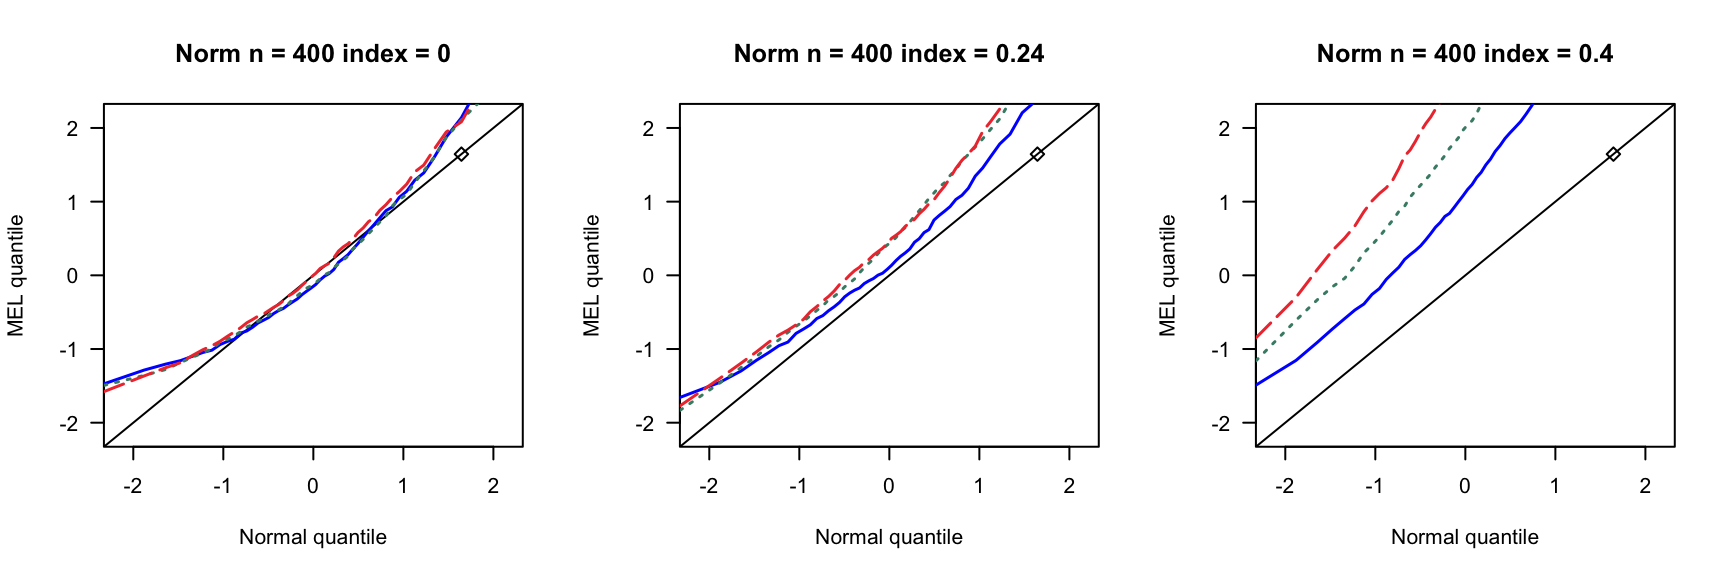 Norm n = 400 index = 0
MEL quantile
2
1
0
-1
-2
-2 -1 0 1 2
Normal quantile
Norm n = 400 index = 0.24
MEL quantile
2
1
0
-1
-2
-2 -1 0 1 2
Normal quantile
Norm n = 400 index = 0.4
MEL quantile
2
1
0
-1
-2
-2 -1 0 1 2
Normal quantile